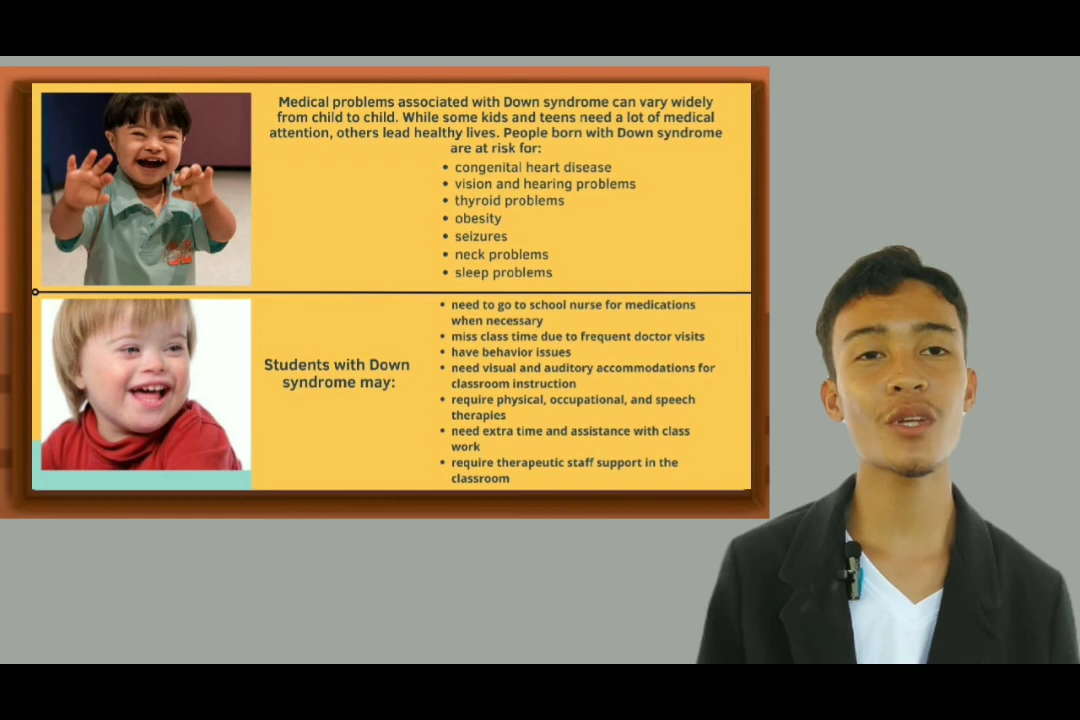 Medical problems associated with Down syndrome can vary widely
from child to child. While some kids and teens need a lot of medical
attention, others lead healthy lives. People born with Down syndrome
are at risk for:
• congenital heart disease
• vision and hearing problems
• thyroid problems
• obesity
• seizures
• neck problems
• sleep problems
Students with Down
syndrome may:
• need to go to school nurse for medications
when necessary
• miss class time due to frequent doctor visits
• have behavior issues
• need visual and auditory accommodations for
classroom instruction
• require physical, occupational, and speech
therapies
• need extra time and assistance with class
work
• require therapeutic staff support in the
classroom